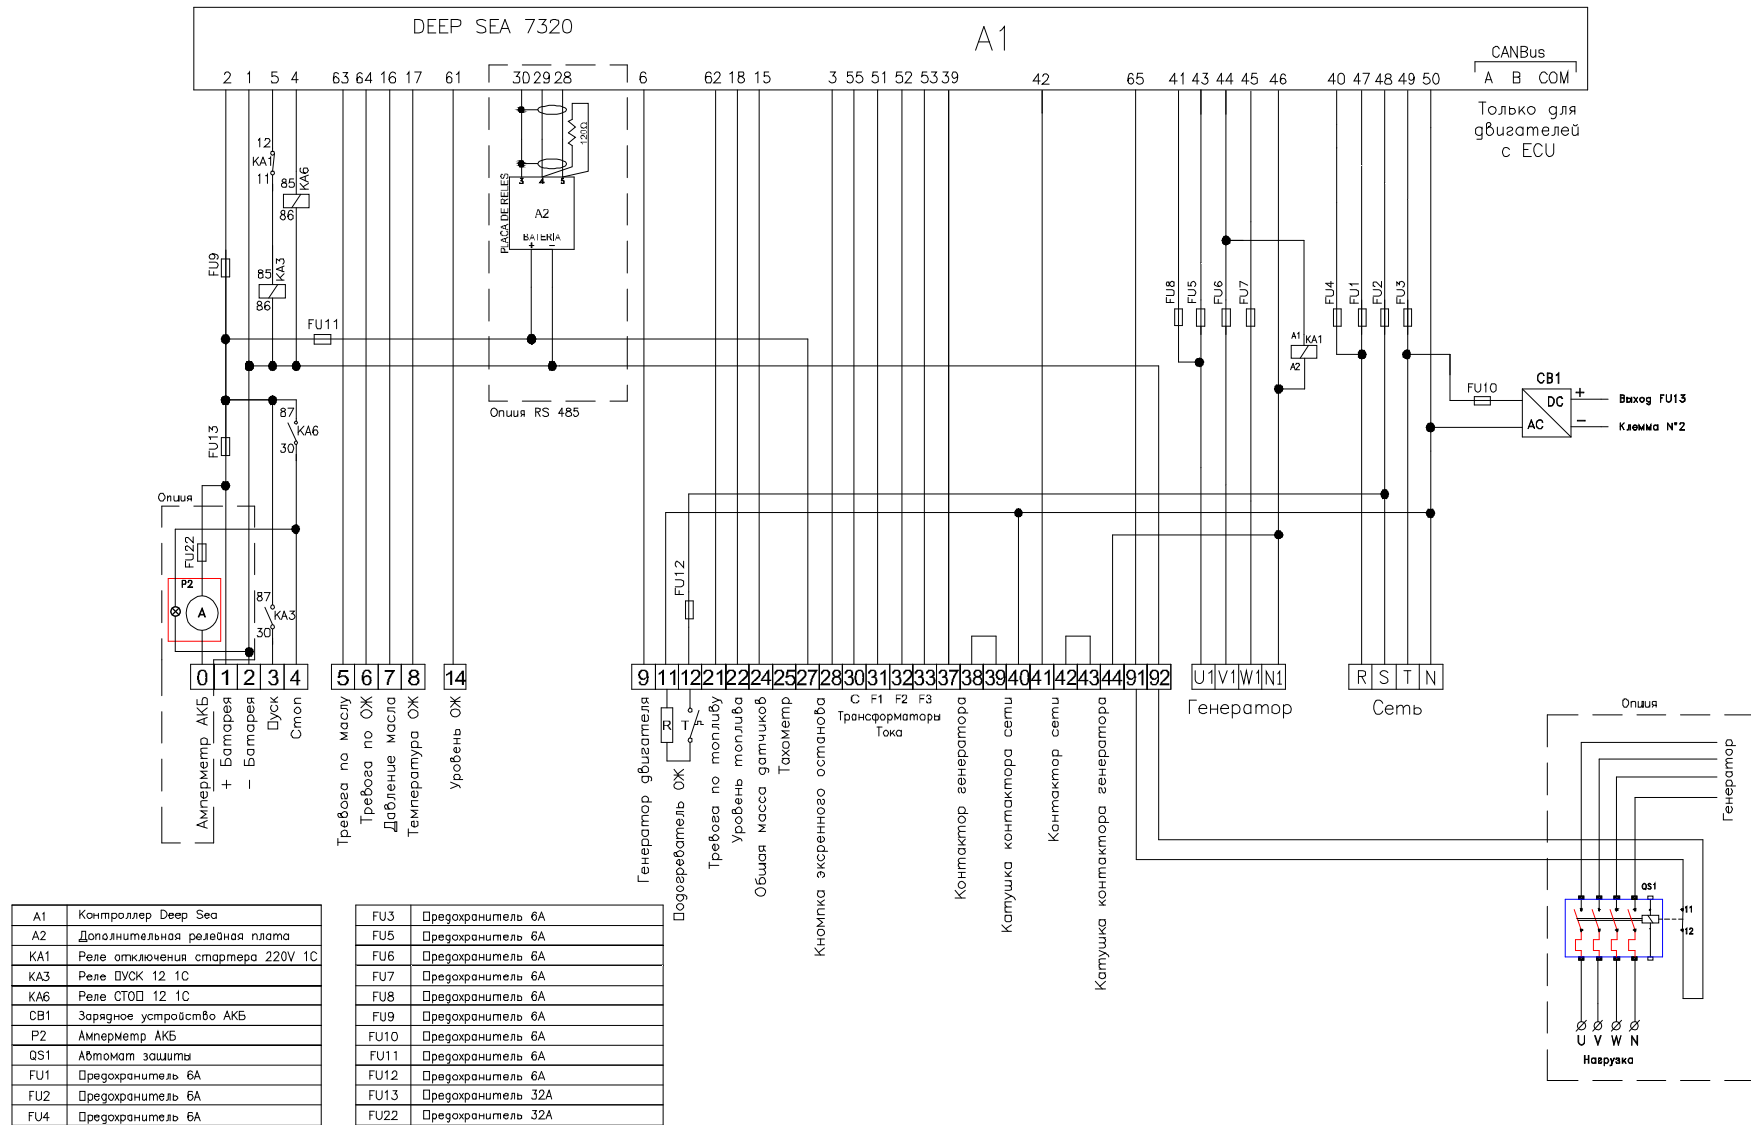 DEEP SEA 7320
A1
CANBus
A B COM
2 1 5 4 63 64 16 17 61 30 29 28 6 62 18 15 3 55 51 52 53 39 42 65 41 43 44 45 46 40 47 48 49 50
Только для
двигателей
с ECU
12
KA1
11
85
KA6
86
120Ω
3 4 5
PLACA DE RELES
A2
BATERIA
+ −
FU9
85
KA3
86
FU11
FU8
FU5
FU6
FU7
FU4
FU1
FU2
FU3
A1
KA1
A2
Опция RS 485
FU10
CB1
DC
AC
+
−
Выход FU13
Клемма N°2
87
KA6
30
FU13
Опция
FU22
P2
A
87
KA3
30
FU12
0 1 2 3 4 5 6 7 8 14 9 11 12 21 22 24 25 27 28 30 31 32 33 37 38 39 40 41 42 43 44 91 92 U1 V1 W1 N1 R S T N
C F1 F2 F3
Трансформаторы
Тока
Генератор
Сеть
R
T
Амперметр АКБ
+ Батарея
− Батарея
Пуск
Стоп
Тревога по маслу
Тревога по ОЖ
Давление масла
Температура ОЖ
Уровень ОЖ
Генератор двигателя
Подогреватель ОЖ
Тревога по топливу
Уровень топлива
Общая масса датчиков
Тахометр
Кномпка эксренного останова
Контактор генератора
Катушка контактора сети
Контактор сети
Катушка контактора генератора
Опция
Генератор
QS1
11
12
U V W N
Нагрузка
A1 Контроллер Deep Sea
A2 Дополнительная релейная плата
KA1 Реле отключения стартера 220V 1C
KA3 Реле ПУСК 12 1C
KA6 Реле СТОП 12 1C
CB1 Зарядное устройство АКБ
P2 Амперметр АКБ
QS1 Автомат защиты
FU1 Предохранитель 6А
FU2 Предохранитель 6А
FU4 Предохранитель 6А
FU3 Предохранитель 6А
FU5 Предохранитель 6А
FU6 Предохранитель 6А
FU7 Предохранитель 6А
FU8 Предохранитель 6А
FU9 Предохранитель 6А
FU10 Предохранитель 6А
FU11 Предохранитель 6А
FU12 Предохранитель 6А
FU13 Предохранитель 32А
FU22 Предохранитель 32А